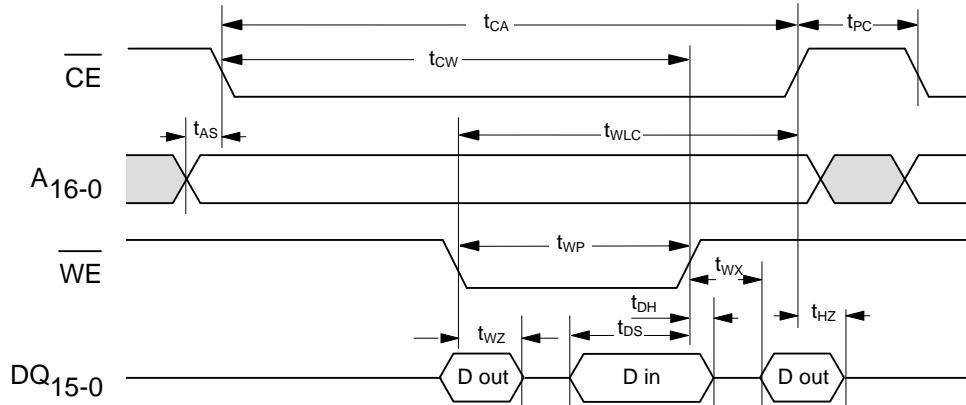 tCA
tPC
CE
tCW
tAS
tWLC
A16-0
WE
tWP
tWX
tDH
tHZ
tWZ
tDS
DQ15-0
D out
D in
D out